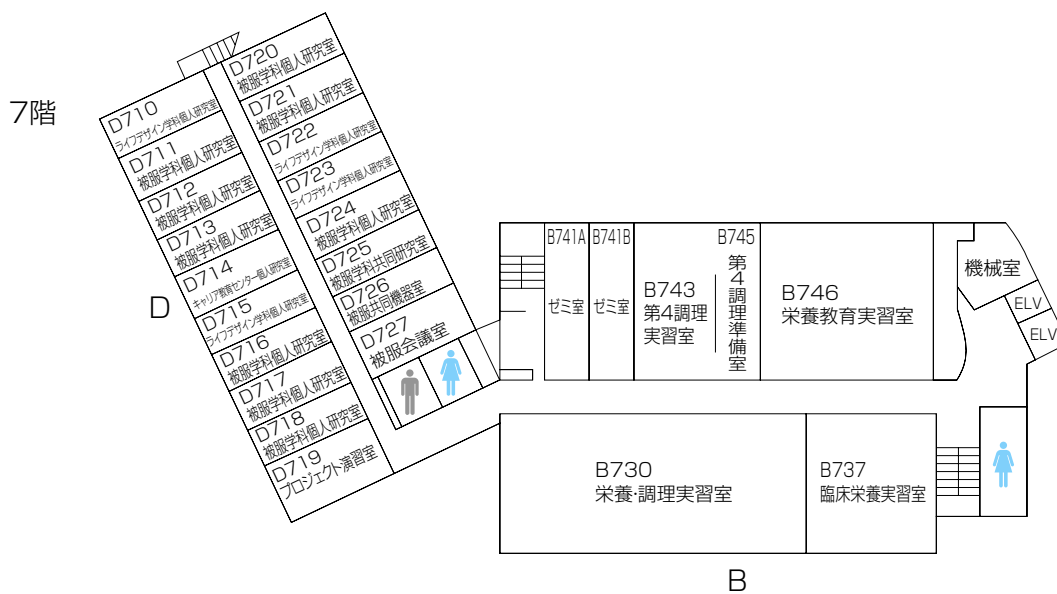 7階
D710
ライフデザイン学科個人研究室
D711
被服学科個人研究室
D712
被服学科個人研究室
D713
被服学科個人研究室
D714
キャリア教育センター個人研究室
D715
ライフデザイン学科個人研究室
D716
被服学科個人研究室
D717
被服学科個人研究室
D718
被服学科個人研究室
D719
プロジェクト演習室
D720
被服学科個人研究室
D721
被服学科個人研究室
D722
ライフデザイン学科個人研究室
D723
ライフデザイン学科個人研究室
D724
被服学科個人研究室
D725
被服学科共同研究室
D726
被服共同機器室
D727
被服会議室
D
B741A
ゼミ室
B741B
ゼミ室
B743
第4調理
実習室
B745
第4調理準備室
B746
栄養教育実習室
機械室
ELV
ELV
B730
栄養・調理実習室
B737
臨床栄養実習室
B